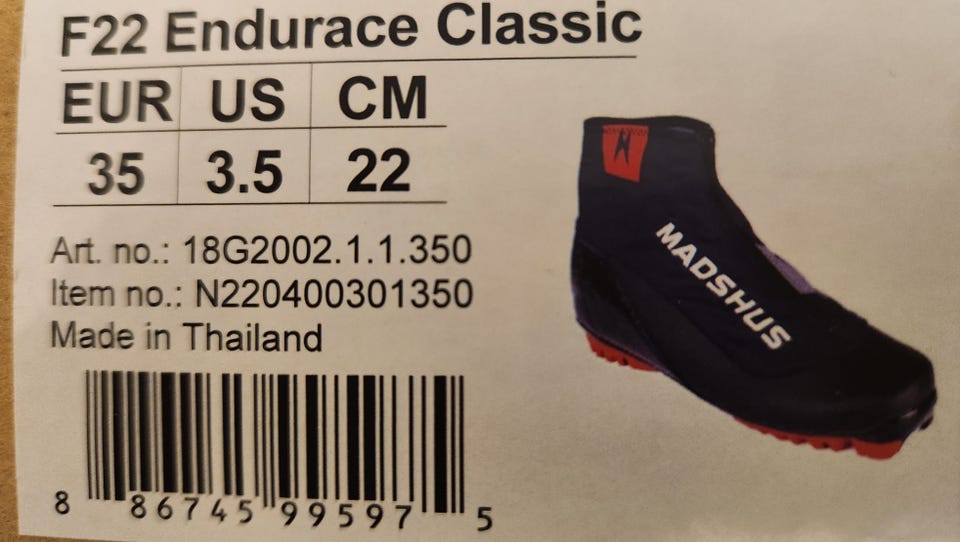 F22 Endurace Classic
EUR US CM
35 3.5 22
Art. no.: 18G2002.1.1.350
Item no.: N220400301350
Made in Thailand
8 86745 99597 5
MADSHUS